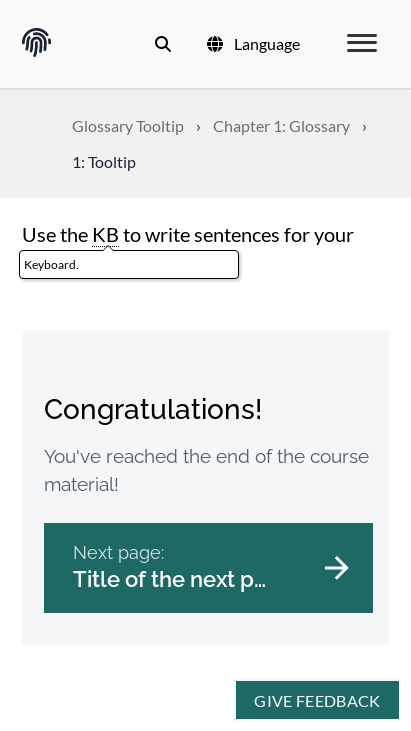 Language
Glossary Tooltip › Chapter 1: Glossary ›
1: Tooltip
Use the KB to write sentences for your
Keyboard.
Congratulations!
You've reached the end of the course
material!
Next page:
Title of the next p...
GIVE FEEDBACK